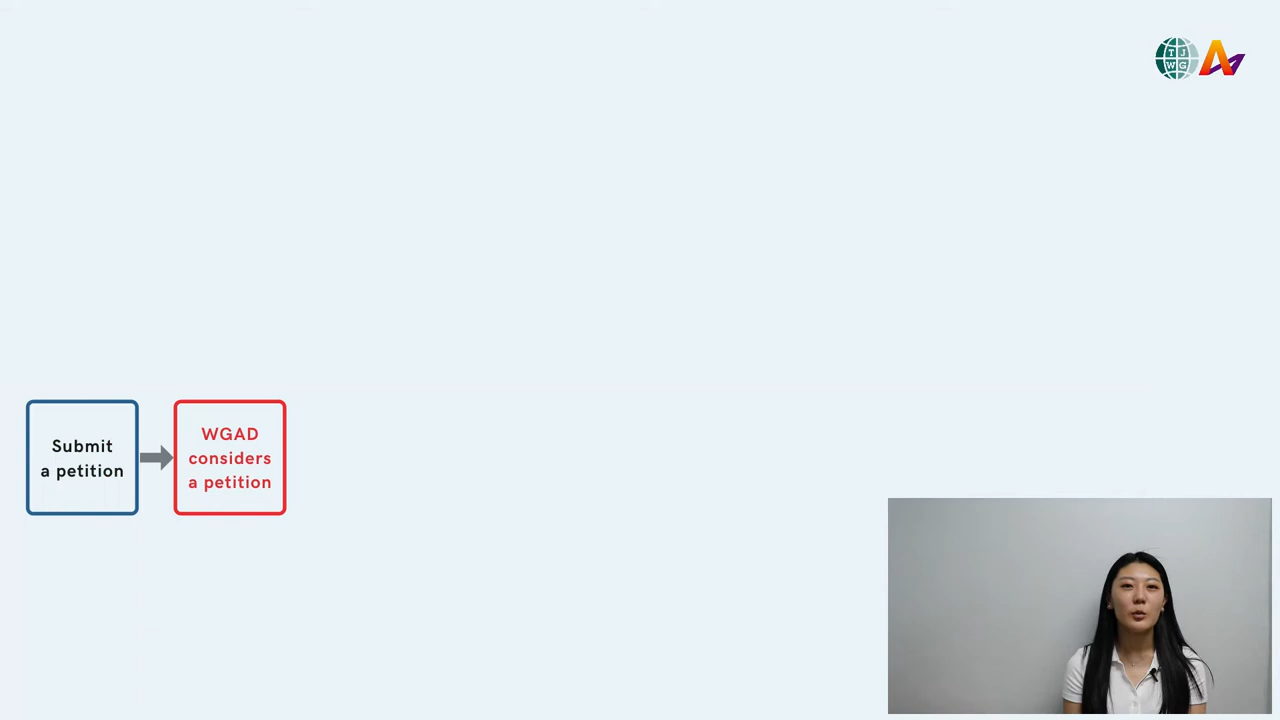 T J
W G
Submit
a petition
WGAD
considers
a petition